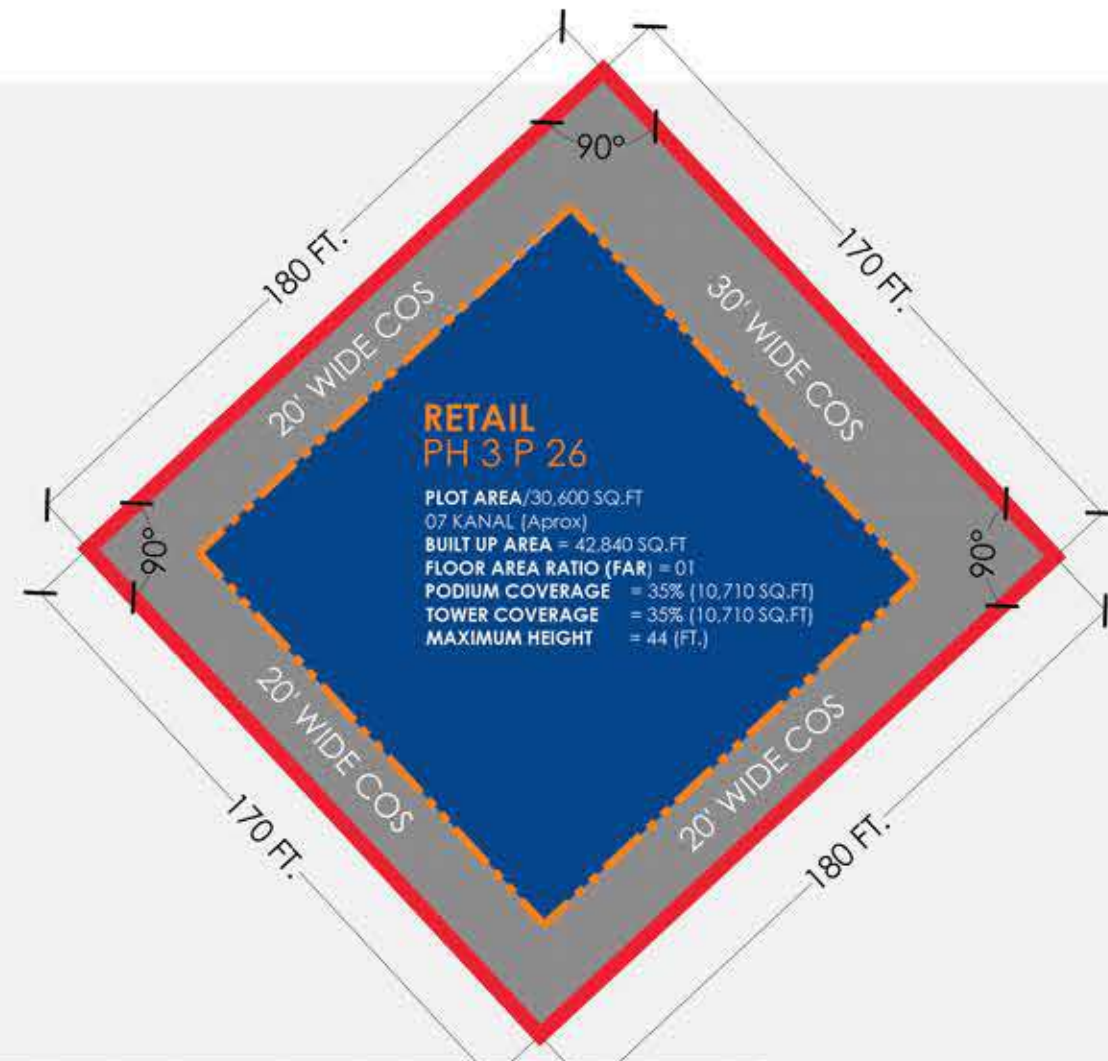 90°
180 FT.
170 FT.
20' WIDE COS
30' WIDE COS
RETAIL
PH 3 P 26
PLOT AREA/30,600 SQ.FT
07 KANAL (Aprox)
BUILT UP AREA = 42,840 SQ.FT
FLOOR AREA RATIO (FAR) = 01
PODIUM COVERAGE = 35% (10,710 SQ.FT)
TOWER COVERAGE = 35% (10,710 SQ.FT)
MAXIMUM HEIGHT = 44 (FT.)
90°
90°
20' WIDE COS
20' WIDE COS
170 FT.
180 FT.